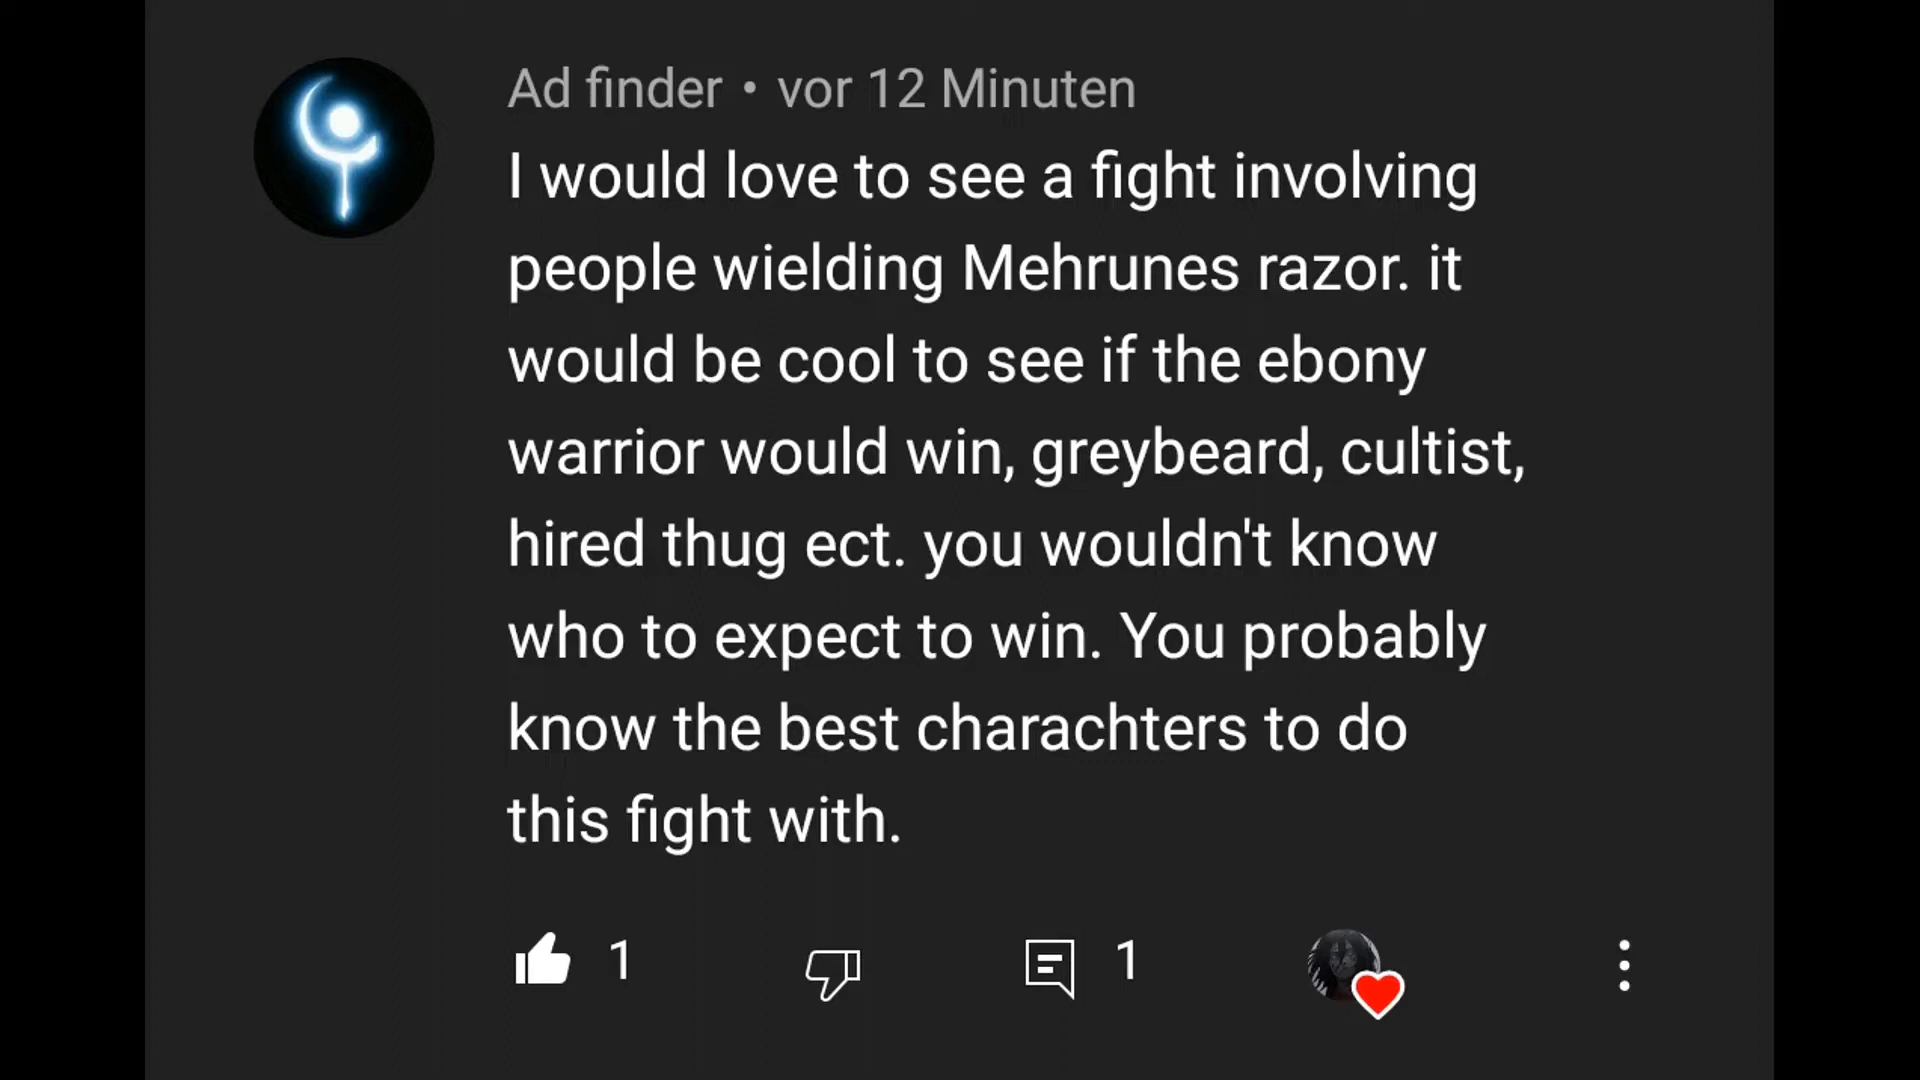 Ad finder • vor 12 Minuten
I would love to see a fight involving
people wielding Mehrunes razor. it
would be cool to see if the ebony
warrior would win, greybeard, cultist,
hired thug ect. you wouldn't know
who to expect to win. You probably
know the best charachters to do
this fight with.
1 1